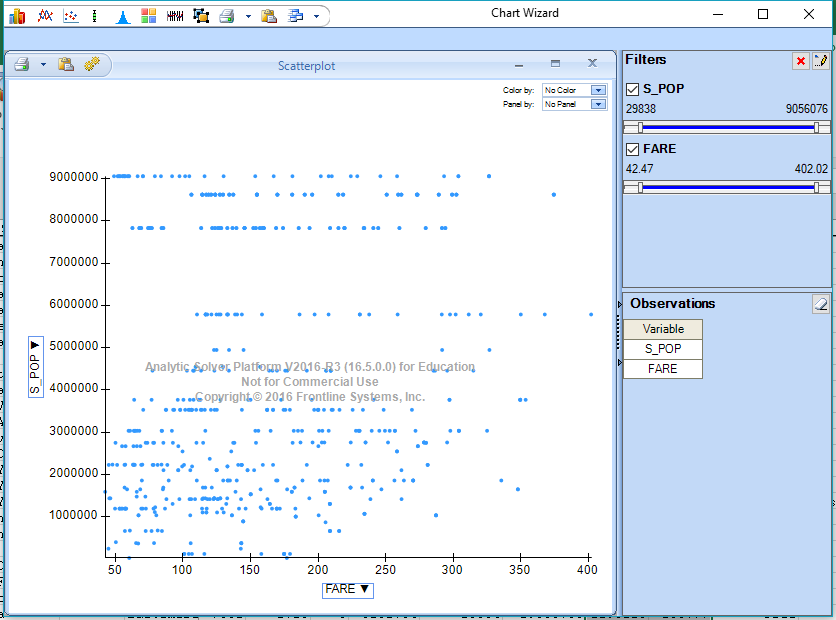 Chart Wizard
Scatterplot
Color by: No Color
Panel by: No Panel
9000000
8000000
7000000
6000000
5000000
4000000
3000000
2000000
1000000
S_POP ▼
50 100 150 200 250 300 350 400
FARE ▼
Analytic Solver Platform V2016-R3 (16.5.0.0) for Education
Not for Commercial Use
Copyright © 2016 Frontline Systems, Inc.
Filters
S_POP
29838 9056076
FARE
42.47 402.02
Observations
Variable
S_POP
FARE